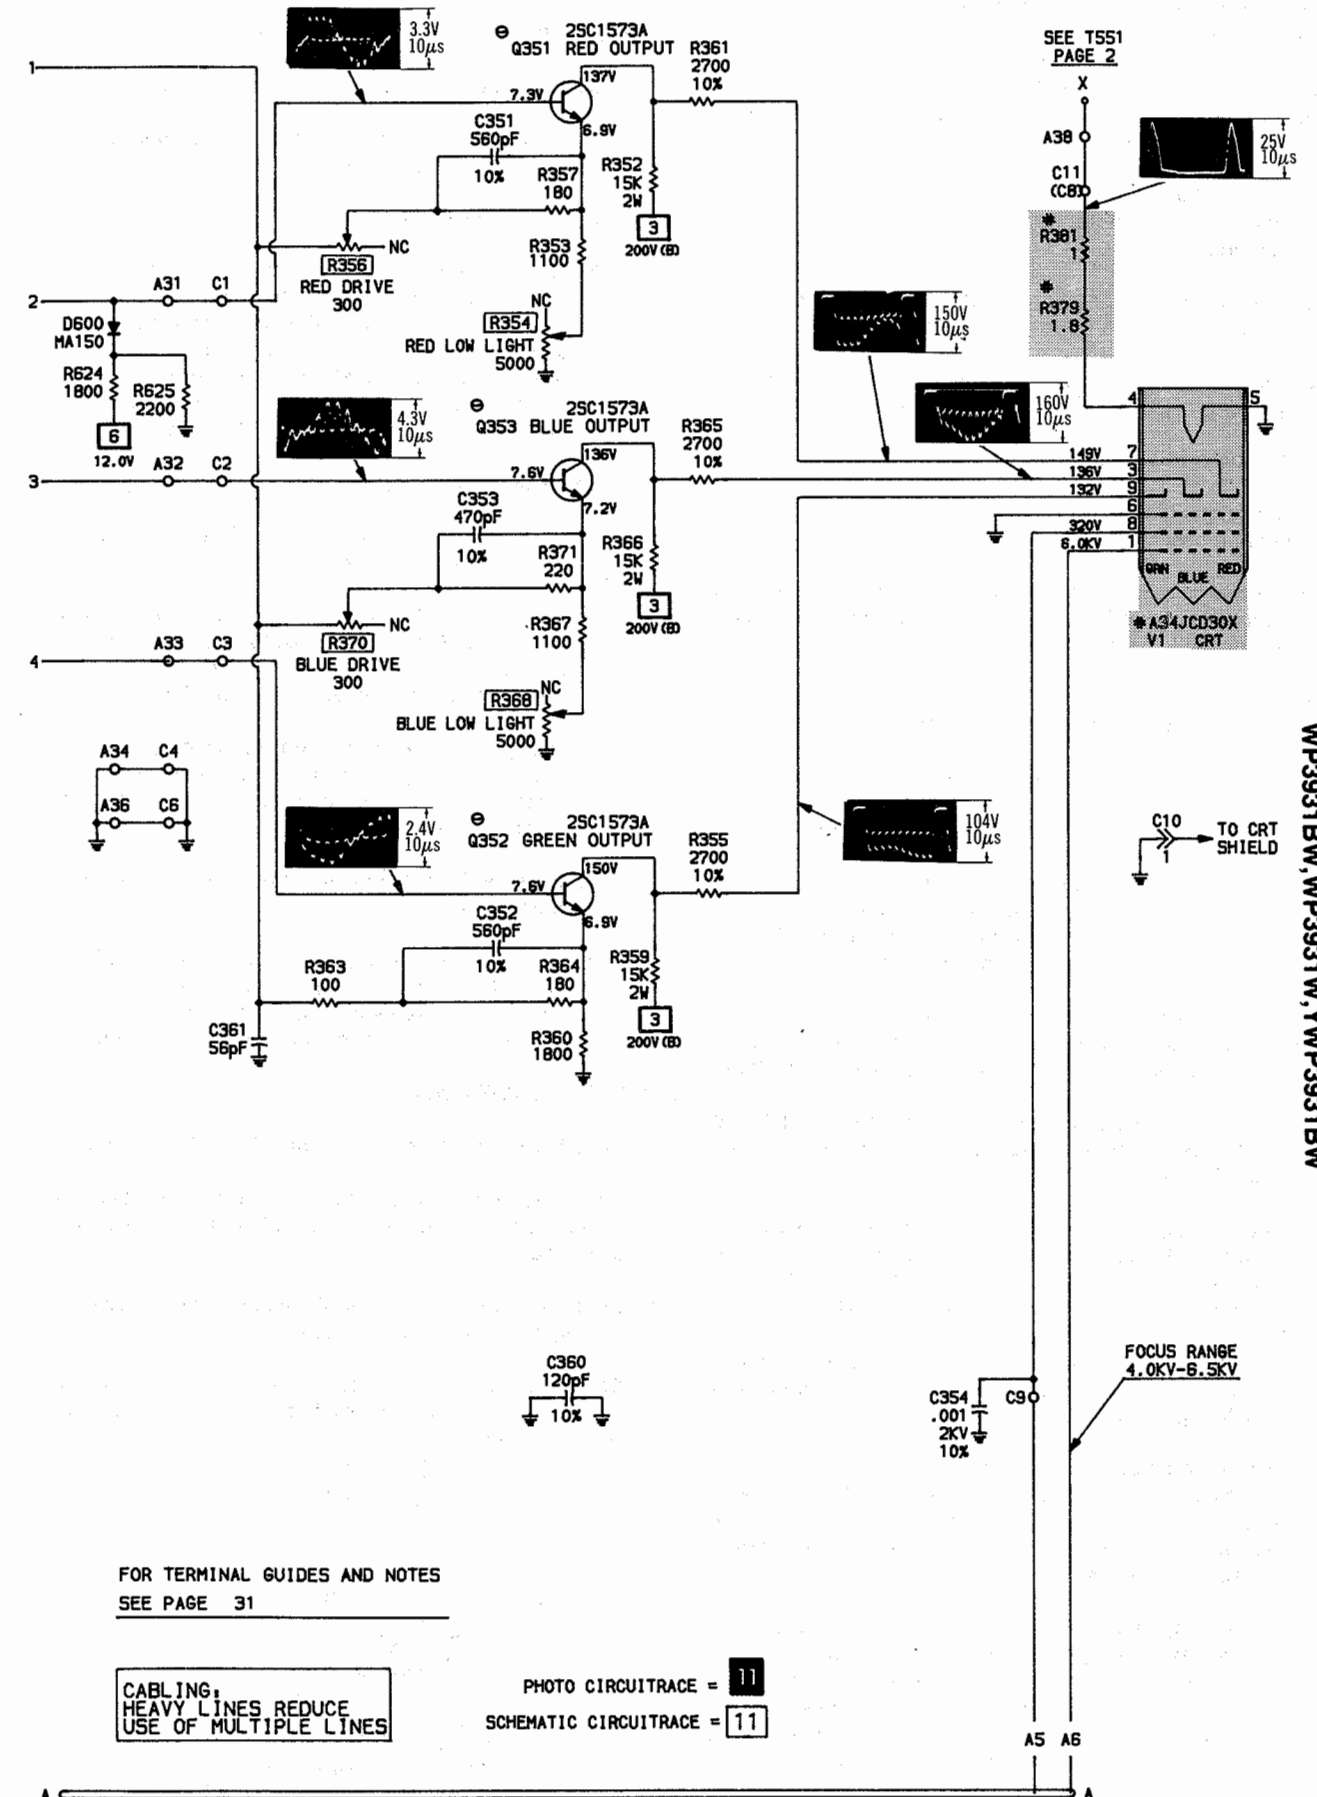 3.3V
10µs
2SC1573A
Q351 RED OUTPUT
R361
2700
10%
SEE T551
PAGE 2
X
1
137V
7.3V
6.9V
C351
560pF
10%
R357
180
R352
15K
2W
3
200V(B)
A38
C11
(C8)
25V
10µs
R381
1
R379
1.8
NC
R356
RED DRIVE
300
R353
1100
NC
R354
RED LOW LIGHT
5000
2
A31
C1
D600
MA150
R624
1800
R625
2200
6
12.0V
150V
10µs
160V
10µs
4.3V
10µs
2SC1573A
Q353 BLUE OUTPUT
R365
2700
10%
4
5
149V
7
136V
3
132V
9
6
320V
8
6.0KV
1
GRN
BLUE
RED
A34JCD30X
V1 CRT
3
A32
C2
136V
7.6V
7.2V
C353
470pF
10%
R371
220
R366
15K
2W
3
200V(B)
NC
R370
BLUE DRIVE
300
R367
1100
NC
R368
BLUE LOW LIGHT
5000
4
A33
C3
A34
C4
A36
C6
2.4V
10µs
2SC1573A
Q352 GREEN OUTPUT
R355
2700
10%
104V
10µs
C10
1
TO CRT
SHIELD
150V
7.6V
6.9V
C352
560pF
10%
R363
100
R364
180
R359
15K
2W
3
200V(B)
C361
56pF
R360
1800
WP3931BW,WP3931W,YWP3931BW
C360
120pF
10%
FOCUS RANGE
4.0KV-6.5KV
C354
.001
2KV
10%
C9
FOR TERMINAL GUIDES AND NOTES
SEE PAGE 31
CABLING:
HEAVY LINES REDUCE
USE OF MULTIPLE LINES
PHOTO CIRCUITRACE = 11
SCHEMATIC CIRCUITRACE = 11
A5
A6
A
A